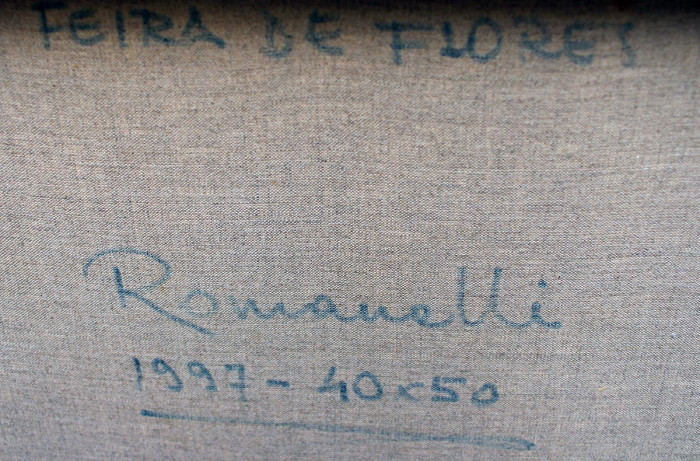 FEIRA DE FLORES
Romanelli
1997 - 40x50